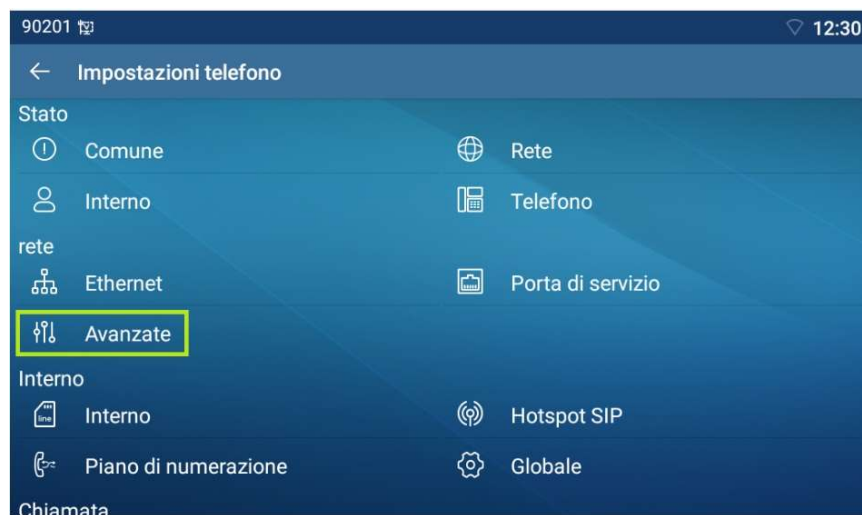 90201 12:30
Impostazioni telefono
Stato
Comune Rete
Interno Telefono
rete
Ethernet Porta di servizio
Avanzate
Interno
Interno Hotspot SIP
Piano di numerazione Globale
Chiamata